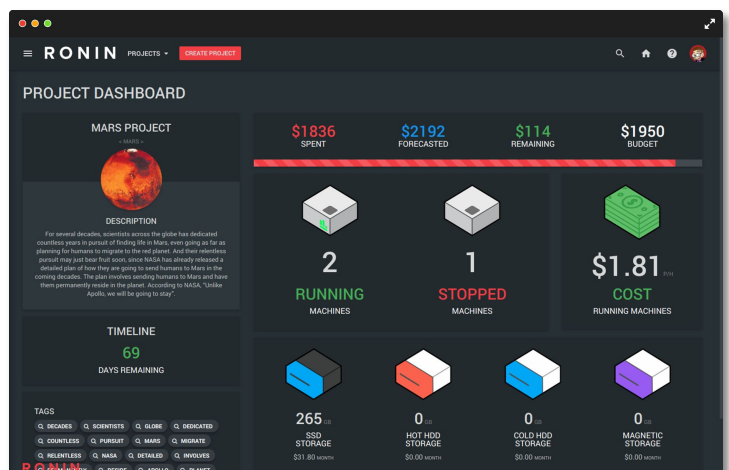 RONIN PROJECTS CREATE PROJECT
PROJECT DASHBOARD
MARS PROJECT
- MARS -
DESCRIPTION
For several decades, scientists across the globe has dedicated
countless years in pursuit of finding life in Mars, even going as far as
planning for humans to migrate to the red planet. And their relentless
pursuit may just bear fruit soon, since NASA has already released a
detailed plan of how they are going to send humans to Mars in the
coming decades. The plan involves sending humans to Mars and have
them permanently reside in the planet. According to NASA, "Unlike
Apollo, we will be going to stay".
TIMELINE
69
DAYS REMAINING
TAGS
DECADES SCIENTISTS GLOBE DEDICATED
COUNTLESS PURSUIT MARS MIGRATE
RELENTLESS NASA DETAILED INVOLVES
RESIDE APOLLO PLANET
RONIN
$1836 $2192 $114 $1950
SPENT FORECASTED REMAINING BUDGET
2 1
RUNNING STOPPED
MACHINES MACHINES
$1.81 P/H
COST
RUNNING MACHINES
265 GB 0 GB 0 GB 0 GB
SSD HOT HDD COLD HDD MAGNETIC
STORAGE STORAGE STORAGE STORAGE
$31.80 MONTH $0.00 MONTH $0.00 MONTH $0.00 MONTH